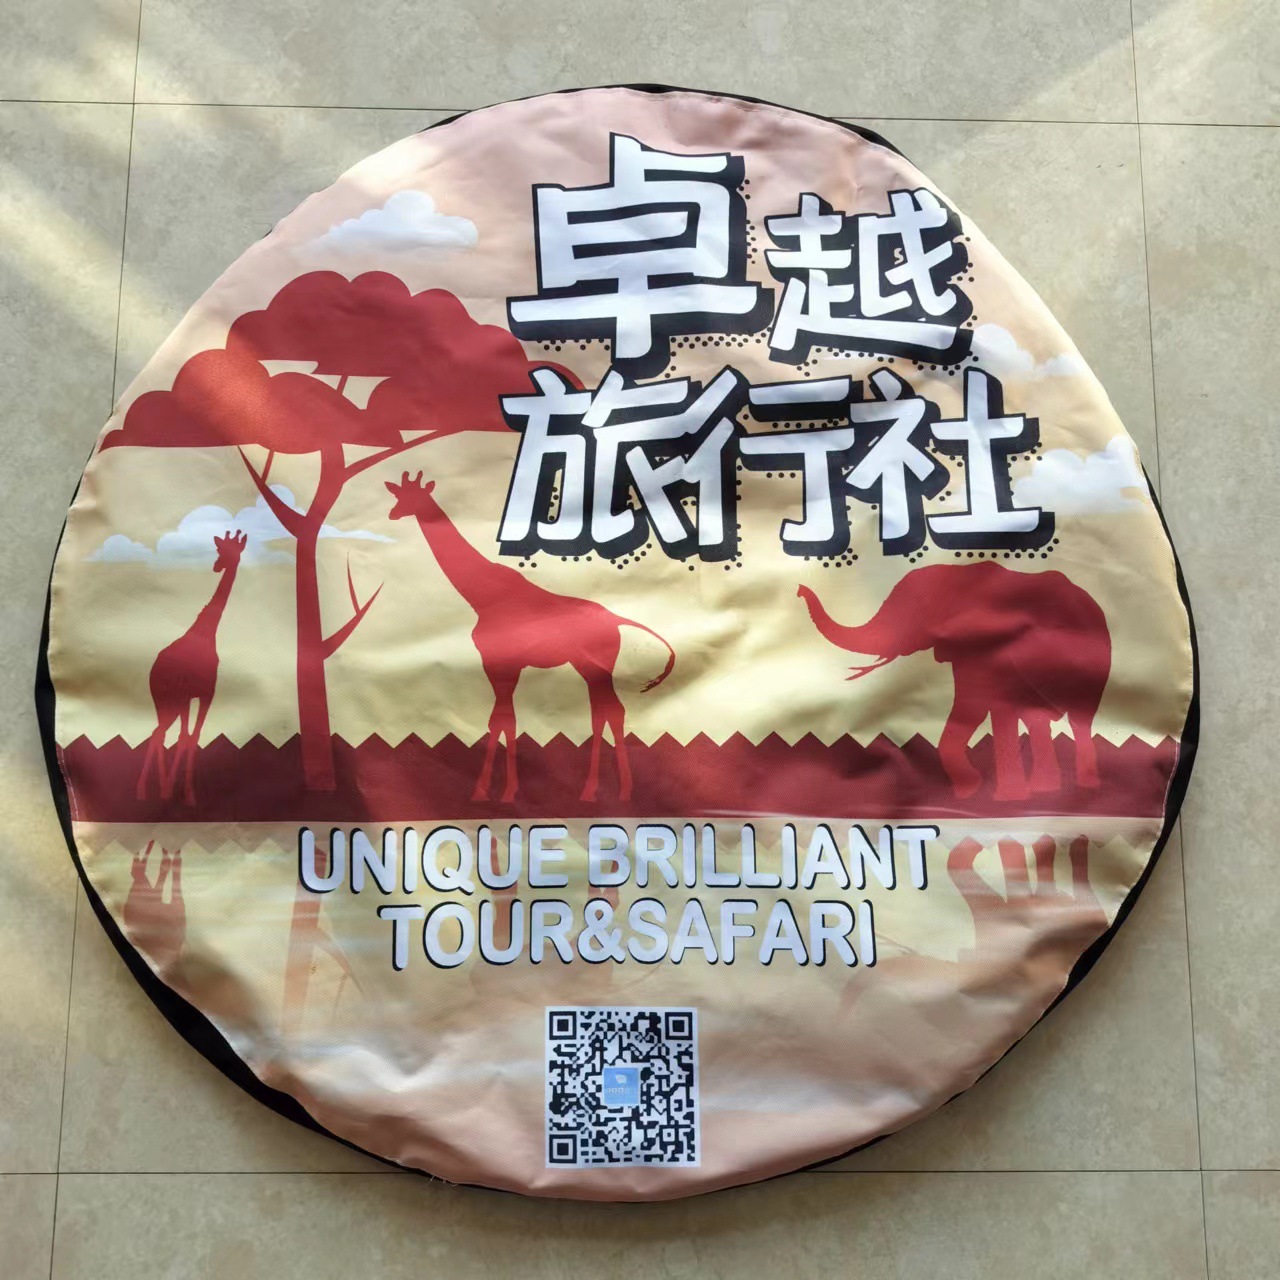 卓越
旅行社
UNIQUE BRILLIANT
TOUR&SAFARI